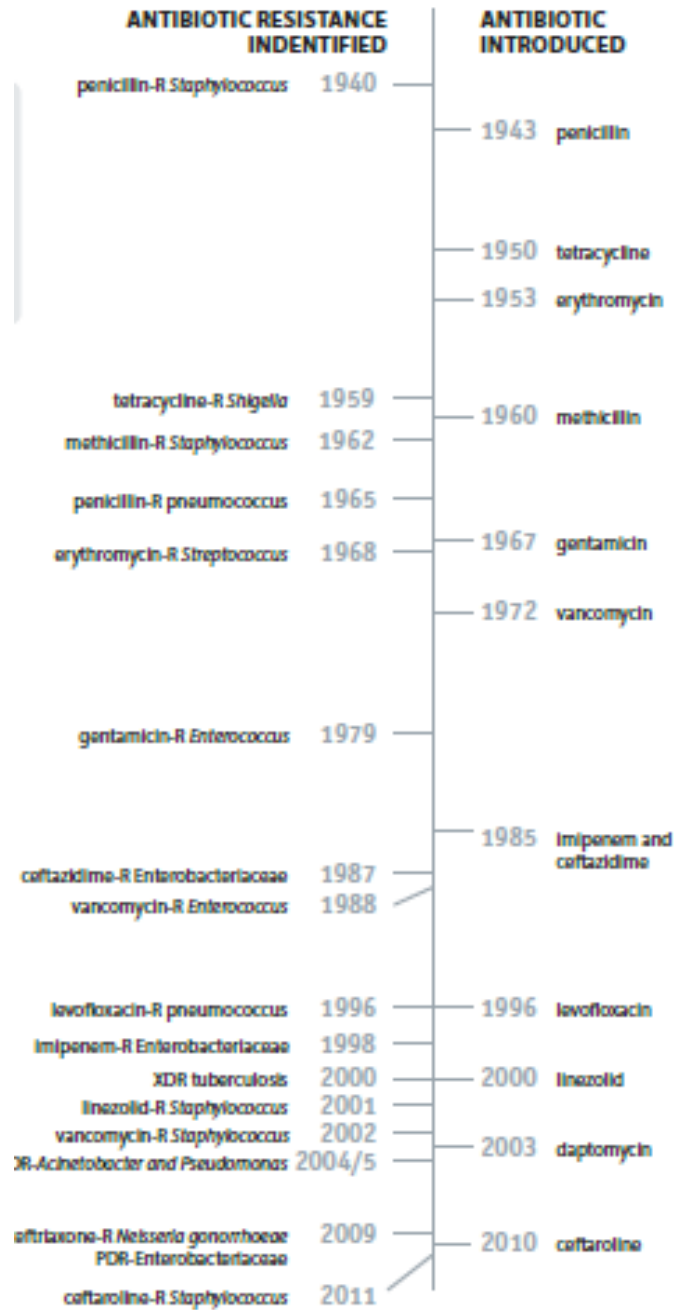 ANTIBIOTIC RESISTANCE
INDENTIFIED
ANTIBIOTIC
INTRODUCED
penicillin-R Staphylococcus 1940
1943 penicillin
1950 tetracycline
1953 erythromycin
tetracycline-R Shigella 1959
1960 methicillin
methicillin-R Staphylococcus 1962
penicillin-R pneumococcus 1965
1967 gentamicin
erythromycin-R Streptococcus 1968
1972 vancomycin
gentamicin-R Enterococcus 1979
1985 imipenem and
ceftazidime
ceftazidime-R Enterobacteriaceae 1987
vancomycin-R Enterococcus 1988
levofloxacin-R pneumococcus 1996
1996 levofloxacin
imipenem-R Enterobacteriaceae 1998
XDR tuberculosis 2000
2000 linezolid
linezolid-R Staphylococcus 2001
vancomycin-R Staphylococcus 2002
2003 daptomycin
DR-Acinetobacter and Pseudomonas 2004/5
eftriaxone-R Neisseria gonorrhoeae 2009
PDR-Enterobacteriaceae
2010 ceftaroline
ceftaroline-R Staphylococcus 2011